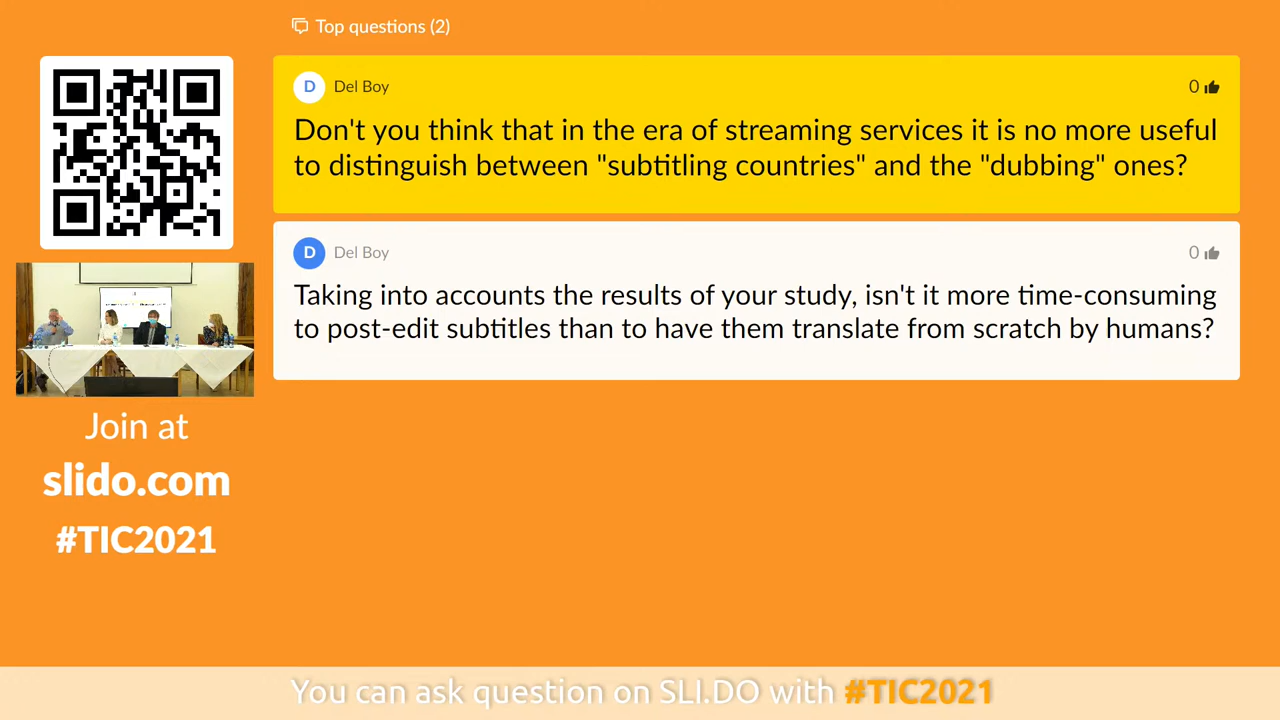 Top questions (2)
D Del Boy 0
Don't you think that in the era of streaming services it is no more useful
to distinguish between "subtitling countries" and the "dubbing" ones?
D Del Boy 0
Taking into accounts the results of your study, isn't it more time-consuming
to post-edit subtitles than to have them translate from scratch by humans?
Join at
slido.com
#TIC2021
You can ask question on SLI.DO with #TIC2021